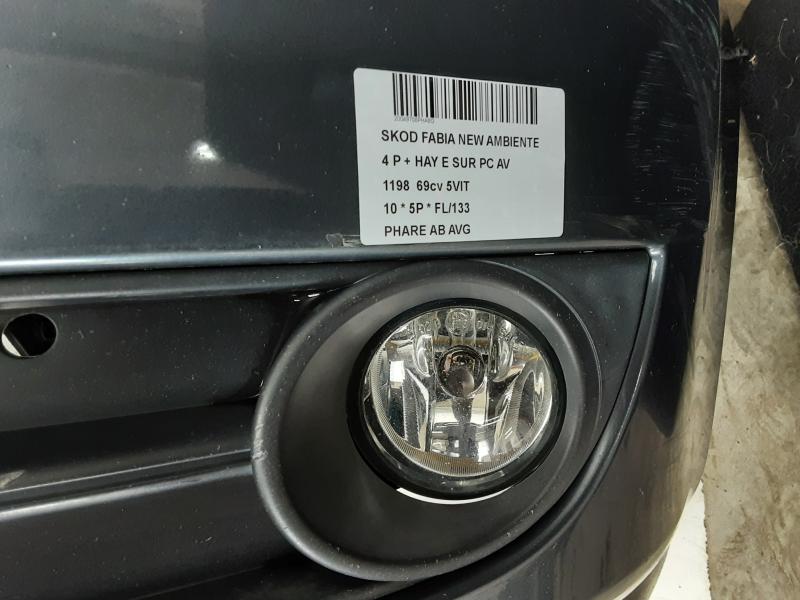 SKOD FABIA NEW AMBIENTE
4 P + HAY E SUR PC AV
1198 69cv 5VIT
10 * 5P * FL/133
PHARE AB AVG